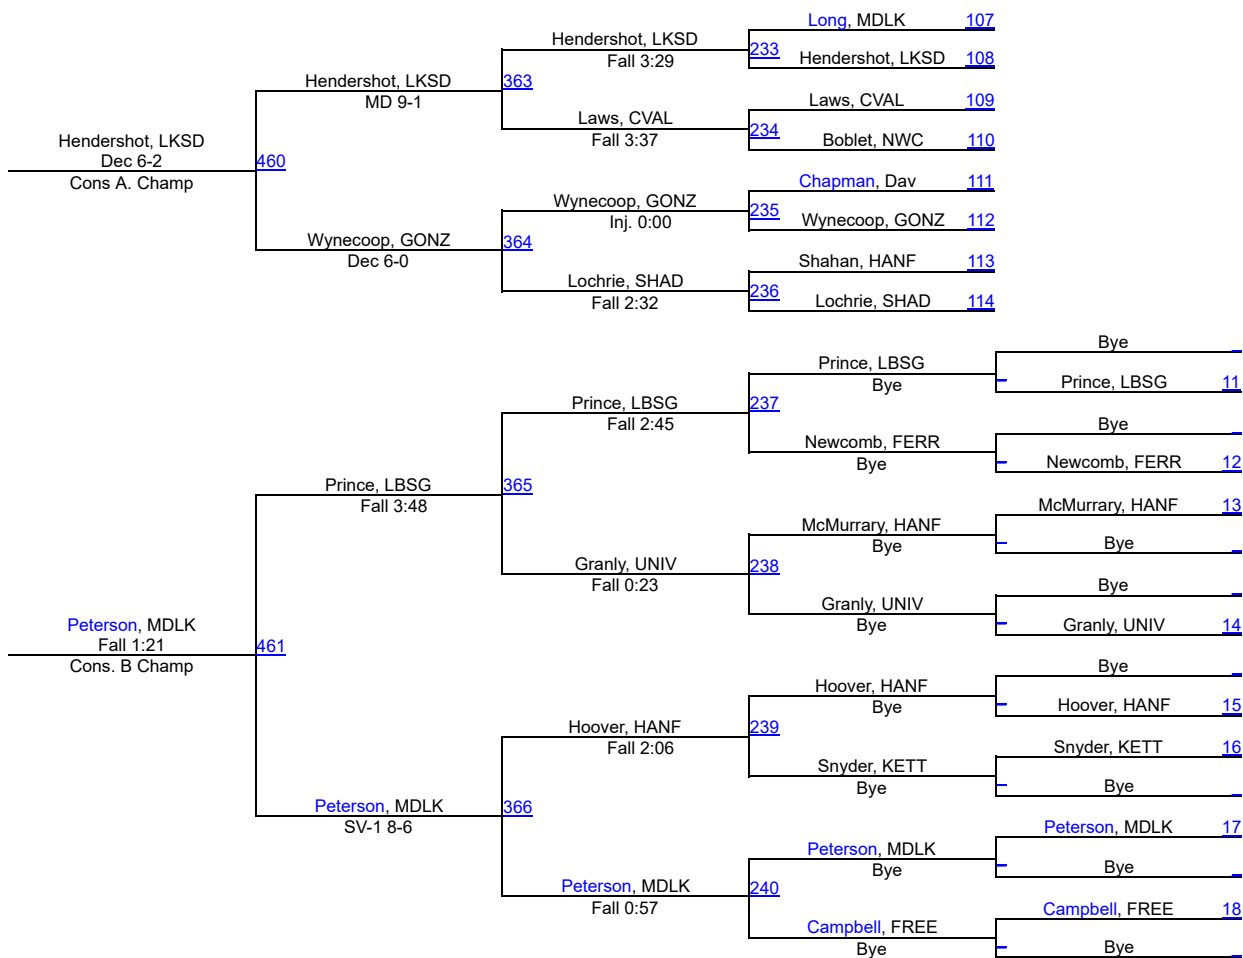 Long, MDLK 107
Hendershot, LKSD
Fall 3:29
233
Hendershot, LKSD 108
Hendershot, LKSD
MD 9-1
363
Laws, CVAL 109
Laws, CVAL
Fall 3:37
234
Boblet, NWC 110
Hendershot, LKSD
Dec 6-2
Cons A. Champ
460
Chapman, Dav 111
Wynecoop, GONZ
Inj. 0:00
235
Wynecoop, GONZ 112
Wynecoop, GONZ
Dec 6-0
364
Shahan, HANF 113
Lochrie, SHAD
Fall 2:32
236
Lochrie, SHAD 114
Bye
Prince, LBSG
Bye
Prince, LBSG 11
Prince, LBSG
Fall 2:45
237
Bye
Newcomb, FERR
Bye
Newcomb, FERR 12
Prince, LBSG
Fall 3:48
365
McMurrary, HANF 13
McMurrary, HANF
Bye
Bye
Granly, UNIV
Fall 0:23
238
Bye
Granly, UNIV
Bye
Granly, UNIV 14
Peterson, MDLK
Fall 1:21
Cons. B Champ
461
Bye
Hoover, HANF
Bye
Hoover, HANF 15
Hoover, HANF
Fall 2:06
239
Snyder, KETT 16
Snyder, KETT
Bye
Bye
Peterson, MDLK
SV-1 8-6
366
Peterson, MDLK 17
Peterson, MDLK
Bye
Bye
Peterson, MDLK
Fall 0:57
240
Campbell, FREE 18
Campbell, FREE
Bye
Bye